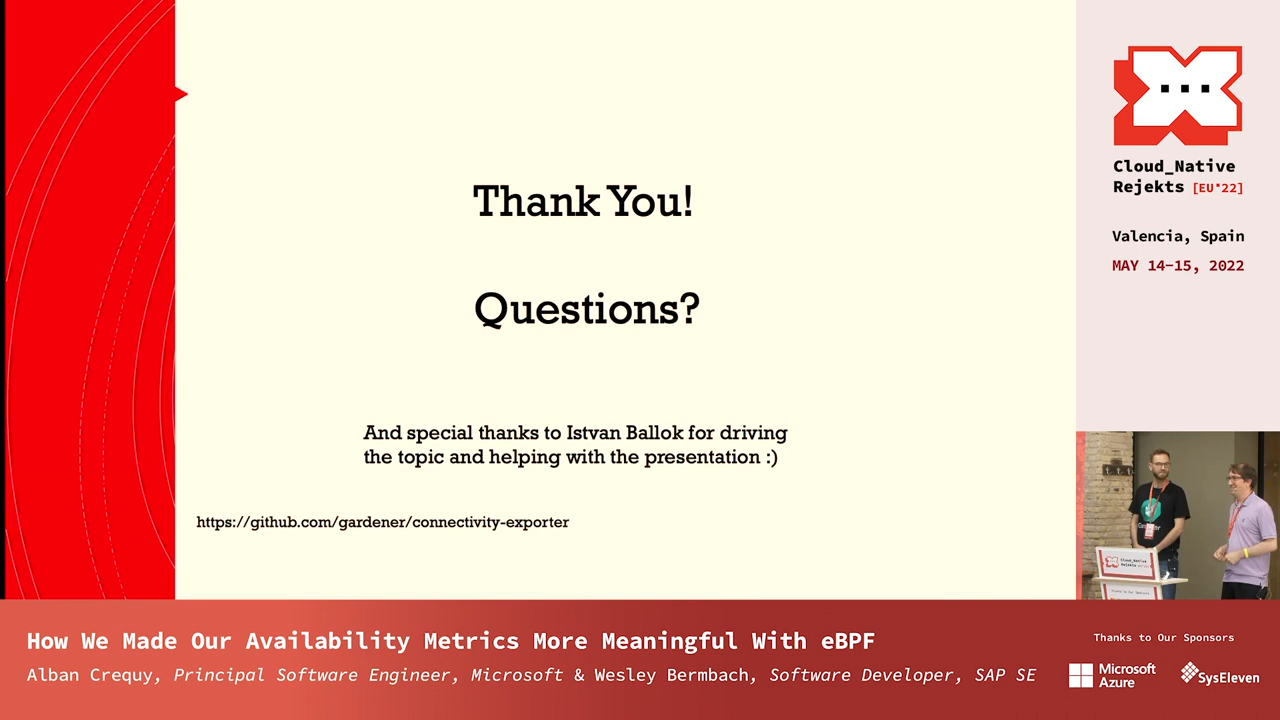 Thank You!
Questions?
And special thanks to Istvan Ballok for driving
the topic and helping with the presentation :)
https://github.com/gardener/connectivity-exporter
Cloud_Native
Rejekts [EU*22]
Valencia, Spain
MAY 14-15, 2022
Cloud_Native
Rejekts
How We Made Our Availability Metrics More Meaningful With eBPF
Alban Crequy, Principal Software Engineer, Microsoft & Wesley Bermbach, Software Developer, SAP SE
Thanks to Our Sponsors
Microsoft
Azure
SysEleven